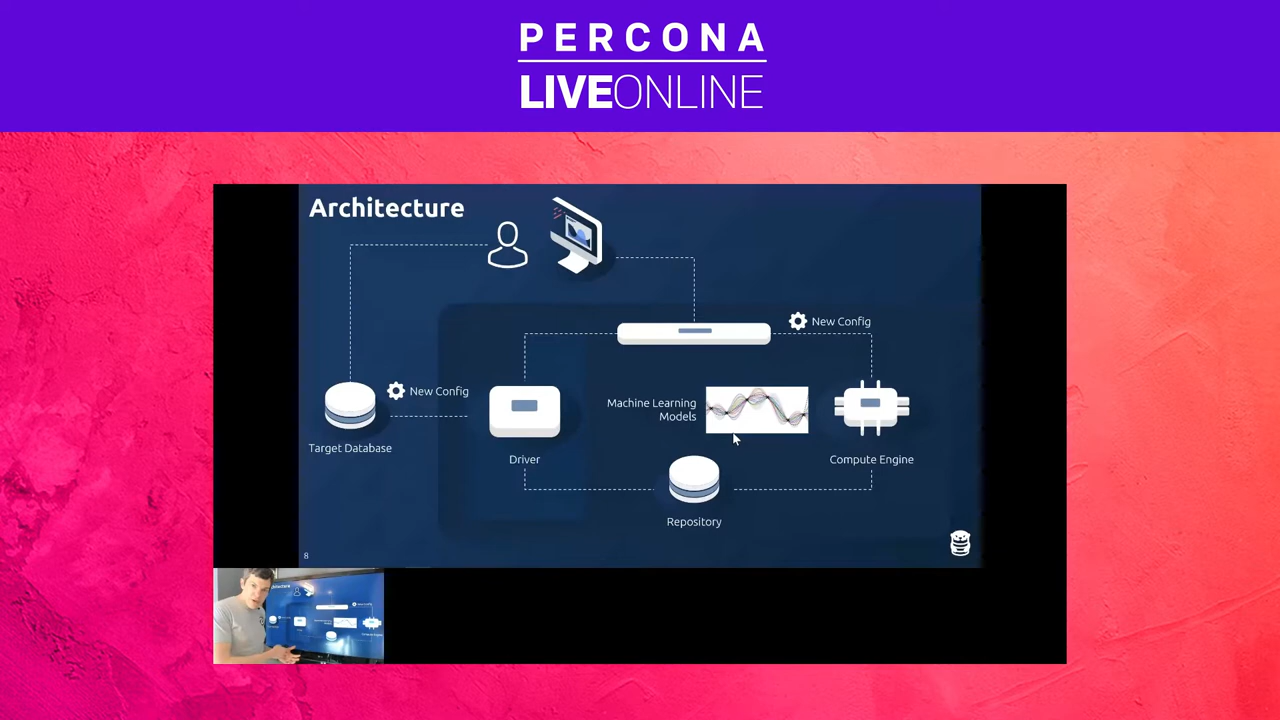 PERCONA
LIVEONLINE
Architecture
New Config
New Config
Machine Learning
Models
Target Database
Driver
Compute Engine
Repository
8